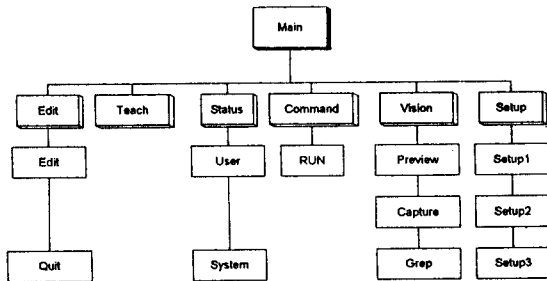 Main
Edit
Teach
Status
Command
Vision
Setup
Edit
User
RUN
Preview
Setup1
Capture
Setup2
Quit
System
Grep
Setup3